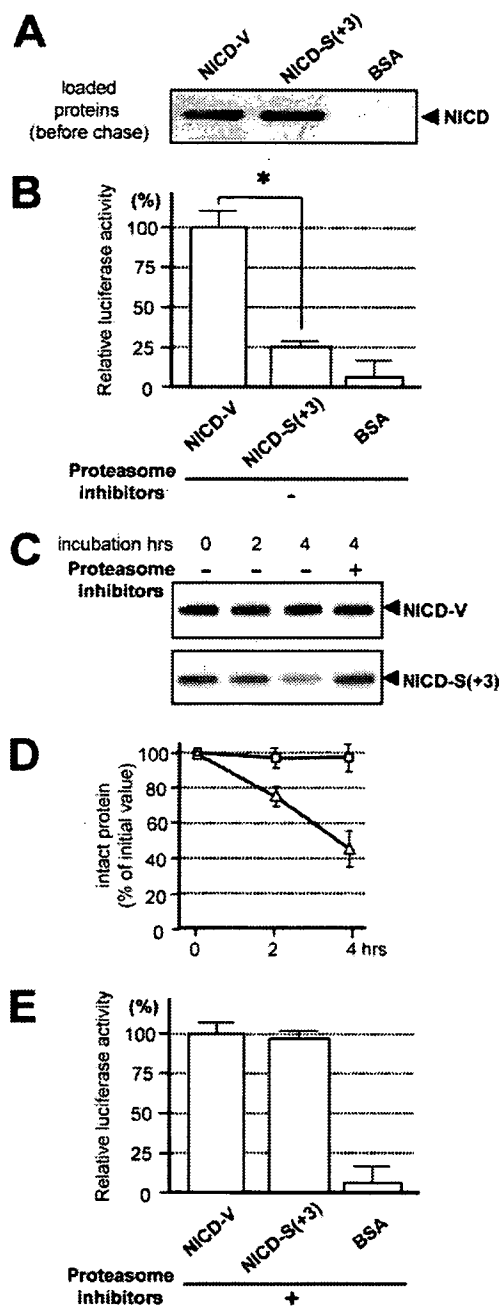 A
NICD-V
NICD-S(+3)
BSA
loaded
proteins
(before chase)
NICD
B
(%)
*
Relative luciferase activity
100
75
50
25
0
NICD-V
NICD-S(+3)
BSA
Proteasome
inhibitors
-
C
incubation hrs 0 2 4 4
Proteasome - - - +
inhibitors
NICD-V
NICD-S(+3)
D
intact protein
(% of initial value)
100
80
60
40
20
0
0 2 4 hrs
E
(%)
Relative luciferase activity
100
75
50
25
0
NICD-V
NICD-S(+3)
BSA
Proteasome
inhibitors
+